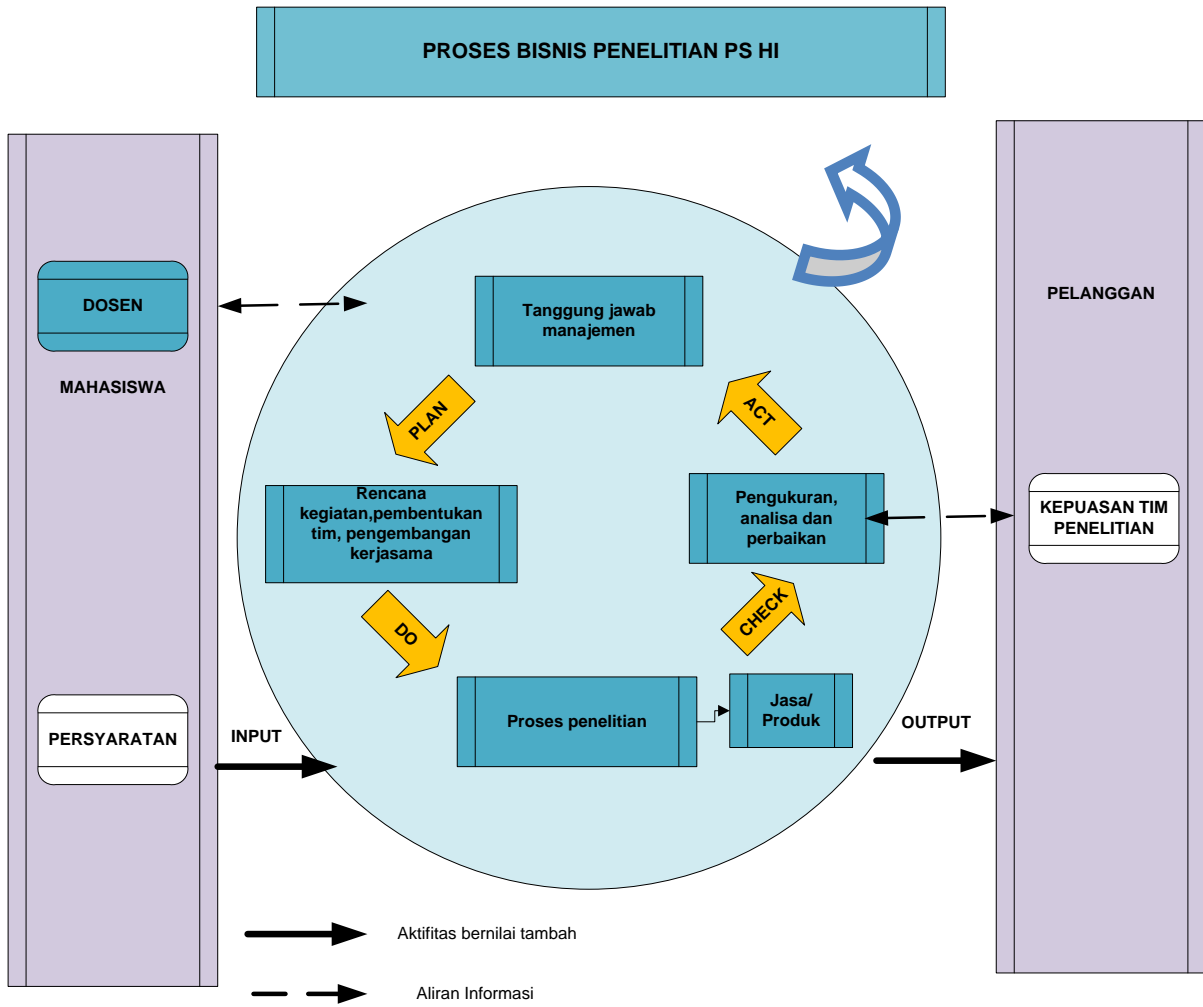 PROSES BISNIS PENELITIAN PS HI
DOSEN
MAHASISWA
PERSYARATAN
INPUT
Tanggung jawab
manajemen
PLAN
ACT
Rencana
kegiatan,pembentukan
tim, pengembangan
kerjasama
Pengukuran,
analisa dan
perbaikan
DO
CHECK
Proses penelitian
Jasa/
Produk
OUTPUT
PELANGGAN
KEPUASAN TIM
PENELITIAN
Aktifitas bernilai tambah
Aliran Informasi